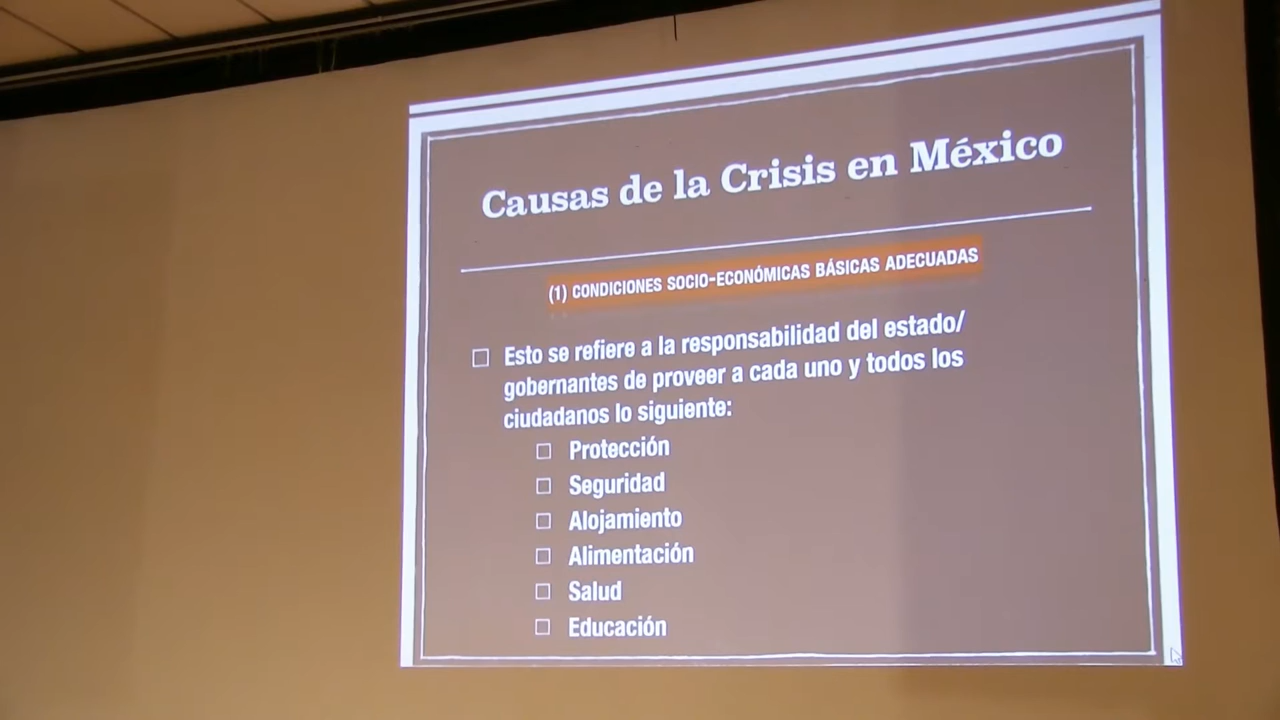 Causas de la Crisis en México
(1) CONDICIONES SOCIO-ECONÓMICAS BÁSICAS ADECUADAS
Esto se refiere a la responsabilidad del estado/
gobernantes de proveer a cada uno y todos los
ciudadanos lo siguiente:
Protección
Seguridad
Alojamiento
Alimentación
Salud
Educación